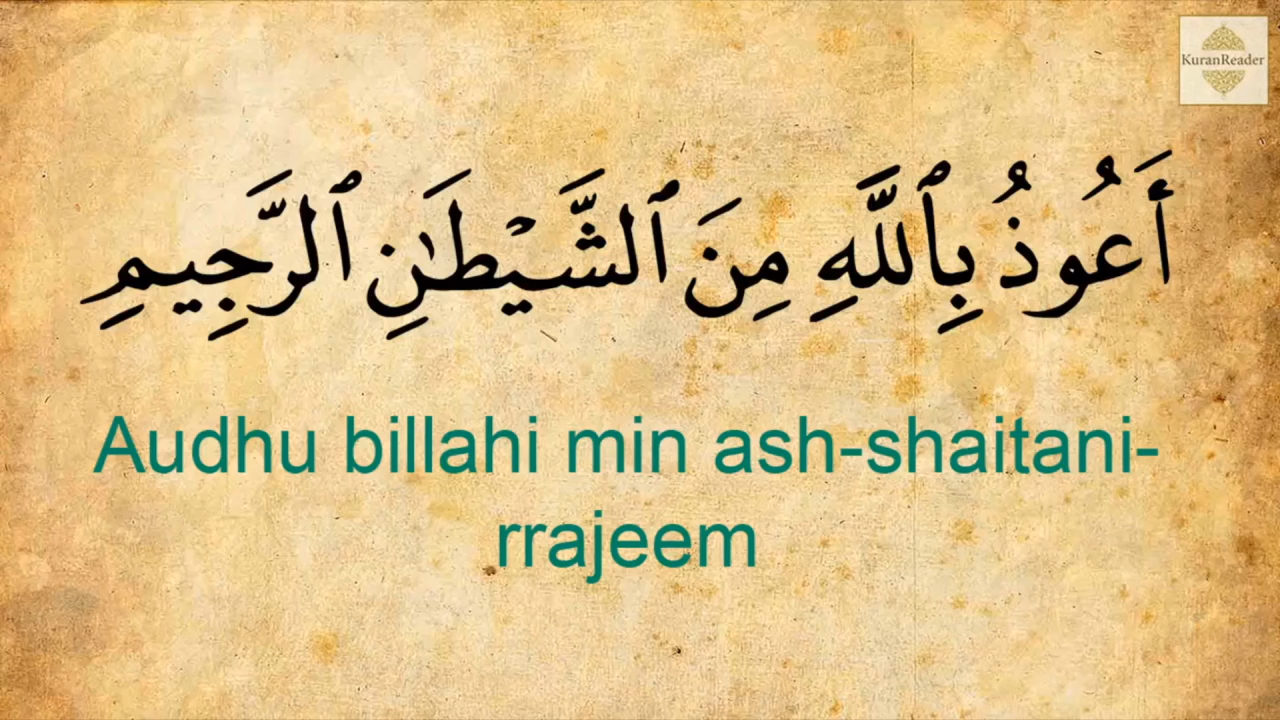 KuranReader
أَعُوذُ بِٱللَّهِ مِنَ ٱلشَّيْطَـٰنِ ٱلرَّجِيمِ
Audhu billahi min ash-shaitani-
rrajeem